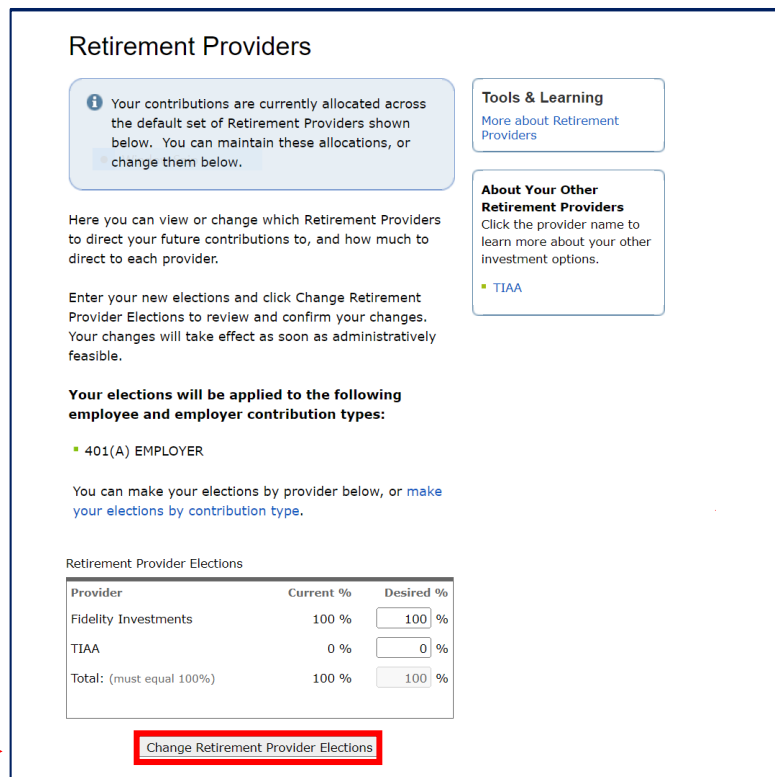 Retirement Providers
Your contributions are currently allocated across
the default set of Retirement Providers shown
below.  You can maintain these allocations, or
change them below.
Tools & Learning
More about Retirement
Providers
About Your Other
Retirement Providers
Click the provider name to
learn more about your other
investment options.
TIAA
Here you can view or change which Retirement Providers
to direct your future contributions to, and how much to
direct to each provider.
Enter your new elections and click Change Retirement
Provider Elections to review and confirm your changes.
Your changes will take effect as soon as administratively
feasible.
Your elections will be applied to the following
employee and employer contribution types:
401(A) EMPLOYER
You can make your elections by provider below, or make
your elections by contribution type.
Retirement Provider Elections
Provider Current % Desired %
Fidelity Investments 100 % 100 %
TIAA 0 % 0 %
Total: (must equal 100%) 100 % 100 %
Change Retirement Provider Elections